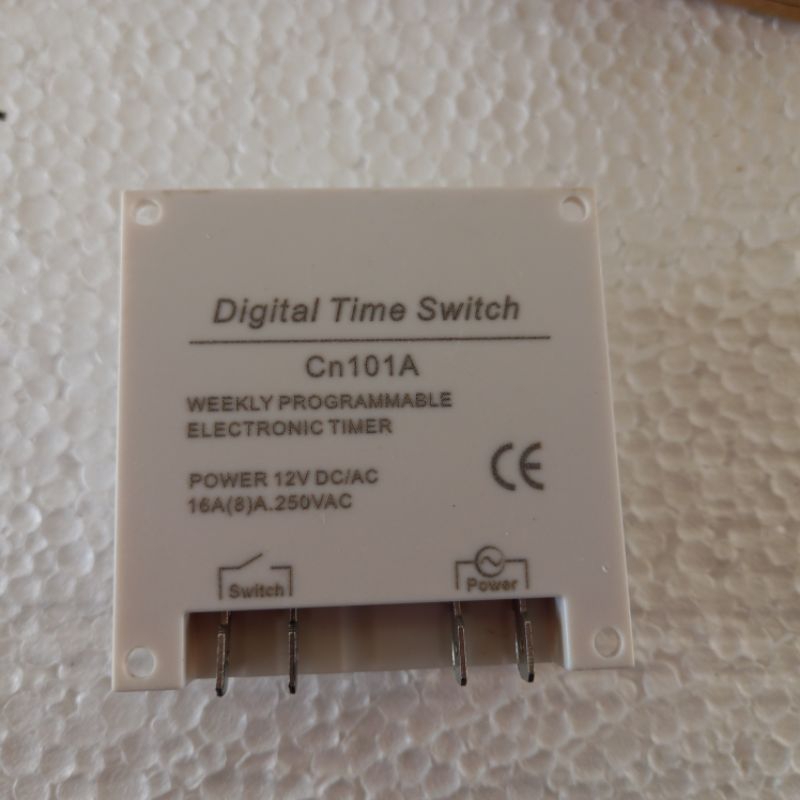 Digital Time Switch
Cn101A
WEEKLY PROGRAMMABLE
ELECTRONIC TIMER
CE
POWER 12V DC/AC
16A(8)A.250VAC
Switch
Power